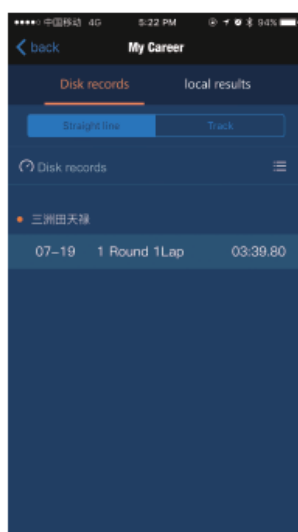 中国移动 4G 5:22 PM 94%
back My Career
Disk records local results
Straight line Track
Disk records
三洲田天禄
07-19 1 Round 1Lap 03:39.80